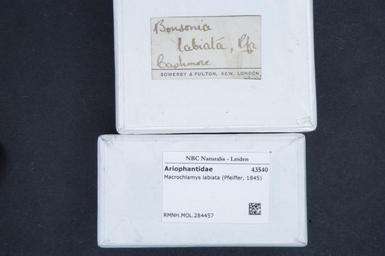 Bensonia
labiata, Pfr
Cashmere
SOWERBY & FULTON, KEW, LONDON
NBC Naturalis - Leiden
Ariophantidae 43540
Macrochlamys labiata (Pfeiffer, 1845)
RMNH.MOL.284457